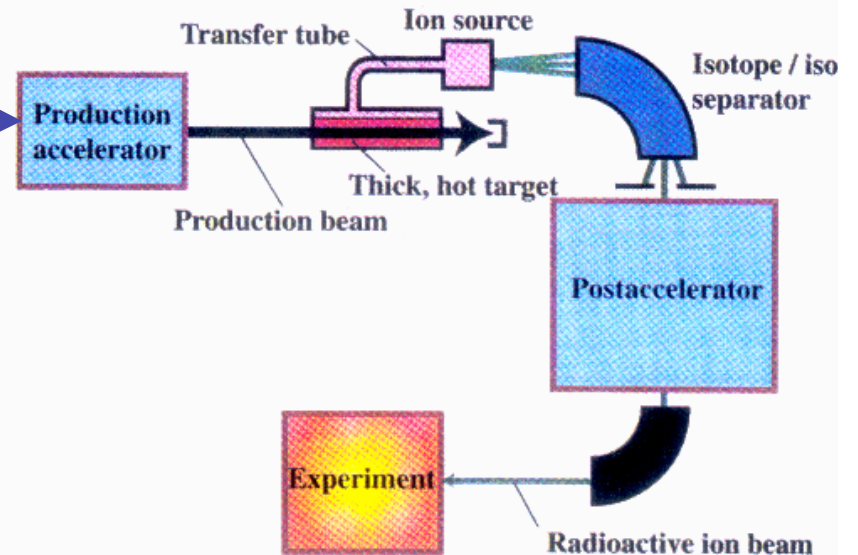 Ion source
Transfer tube
Isotope / iso
separator
Production
accelerator
Thick, hot target
Production beam
Postaccelerator
Experiment
Radioactive ion beam